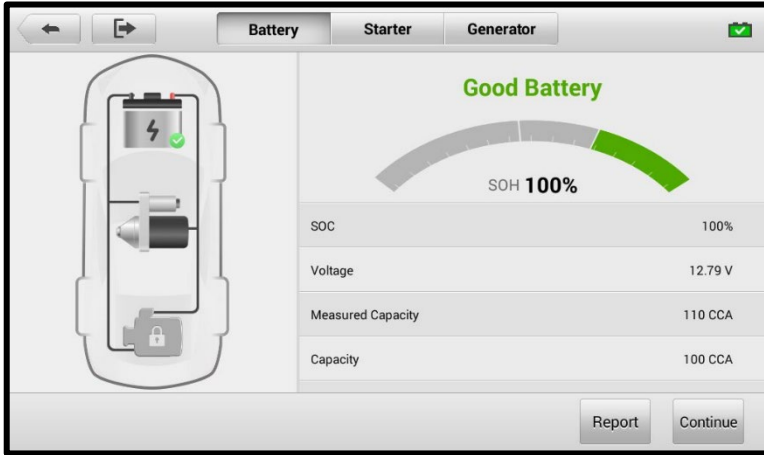 Battery Starter Generator
Good Battery
SOH 100%
SOC 100%
Voltage 12.79 V
Measured Capacity 110 CCA
Capacity 100 CCA
Report Continue